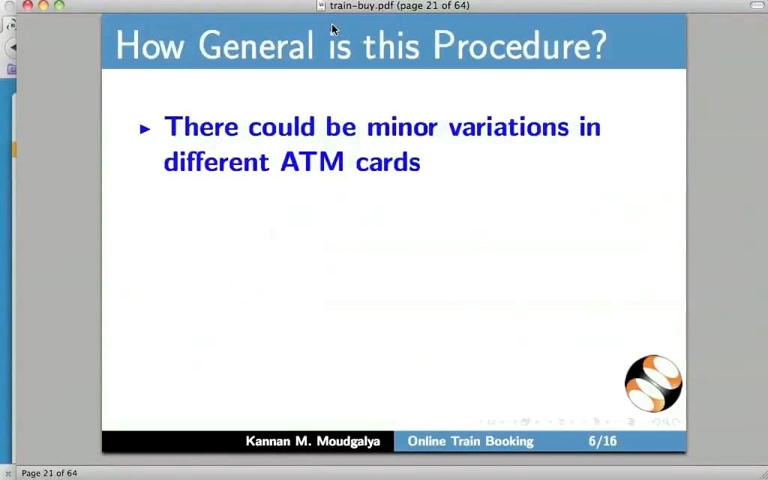 train-buy.pdf (page 21 of 64)
How General is this Procedure?
There could be minor variations in
different ATM cards
Kannan M. Moudgalya Online Train Booking 6/16
Page 21 of 64